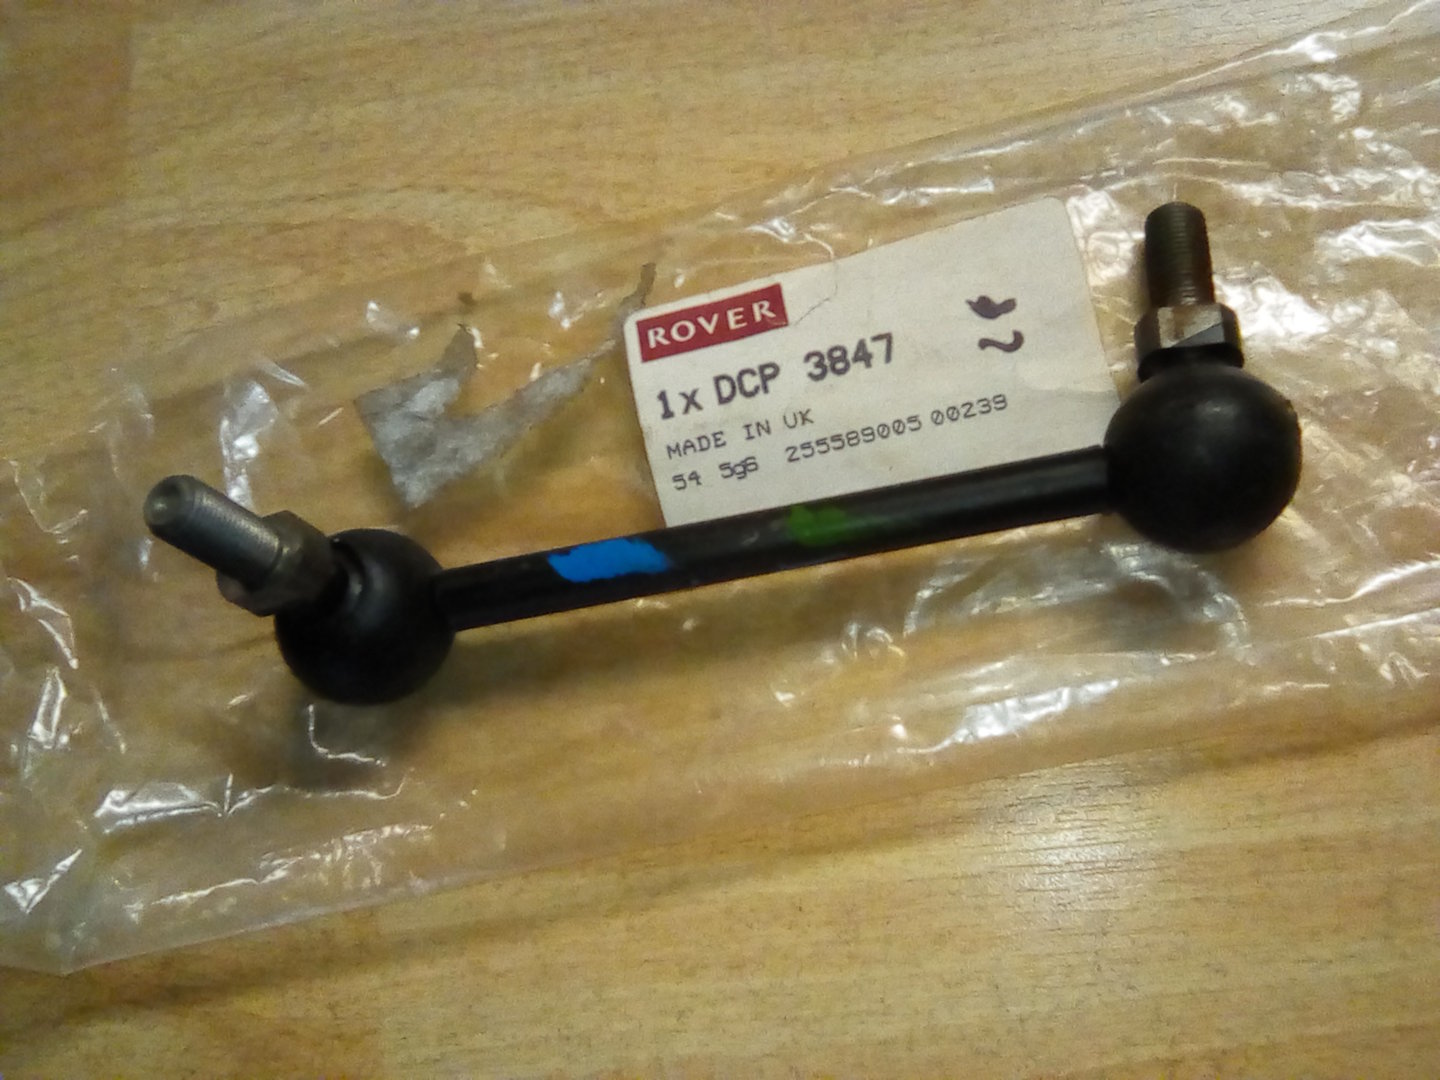 ROVER
1x DCP 3847
MADE IN UK
54 5g6 255589005 00239